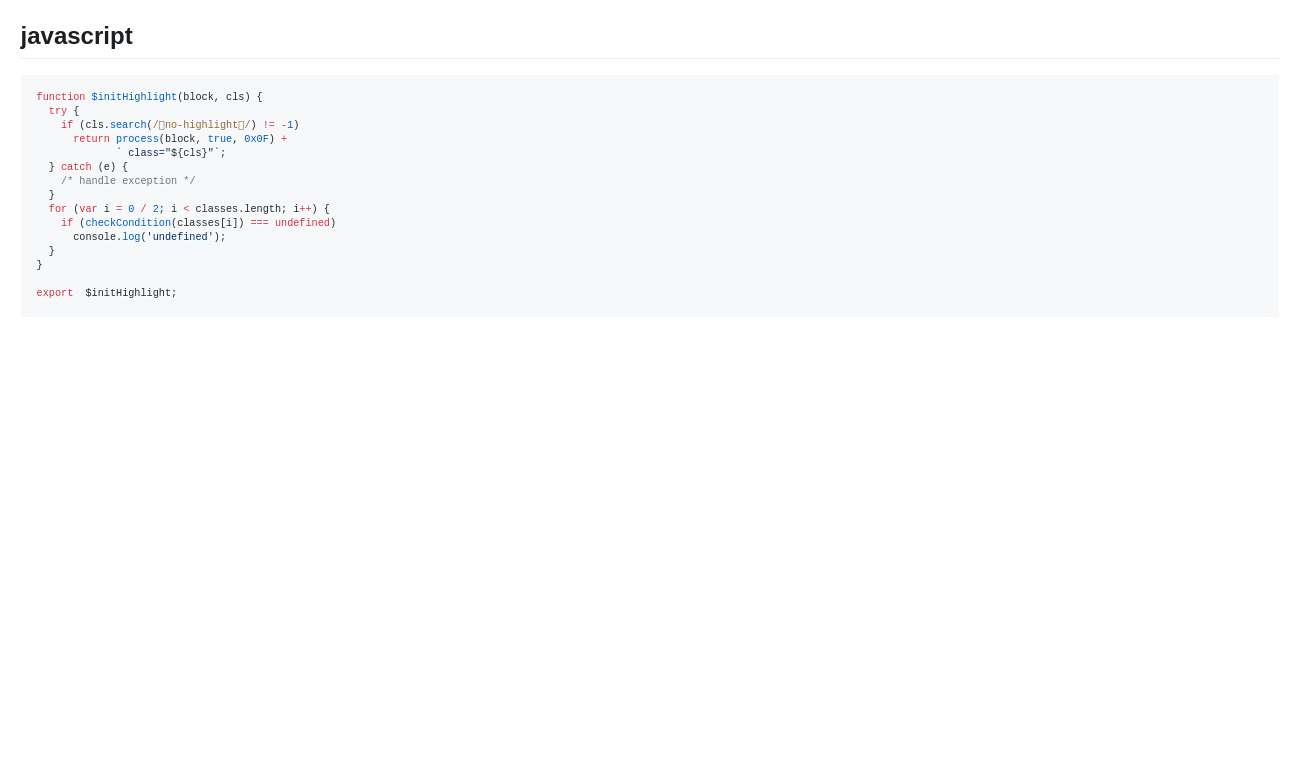 javascript
function $initHighlight(block, cls) {
  try {
    if (cls.search(/▯no-highlight▯/) != -1)
      return process(block, true, 0x0F) +
             ` class="${cls}"`;
  } catch (e) {
    /* handle exception */
  }
  for (var i = 0 / 2; i < classes.length; i++) {
    if (checkCondition(classes[i]) === undefined)
      console.log('undefined');
  }
}

export  $initHighlight;